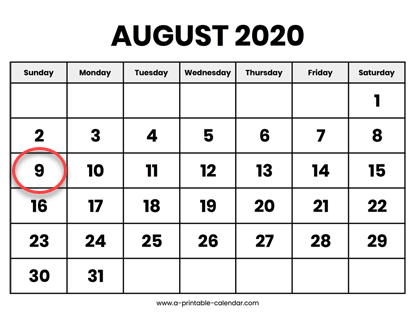 AUGUST 2020
Sunday Monday Tuesday Wednesday Thursday Friday Saturday
1
2 3 4 5 6 7 8
9 10 11 12 13 14 15
16 17 18 19 20 21 22
23 24 25 26 27 28 29
30 31
www.a-printable-calendar.com